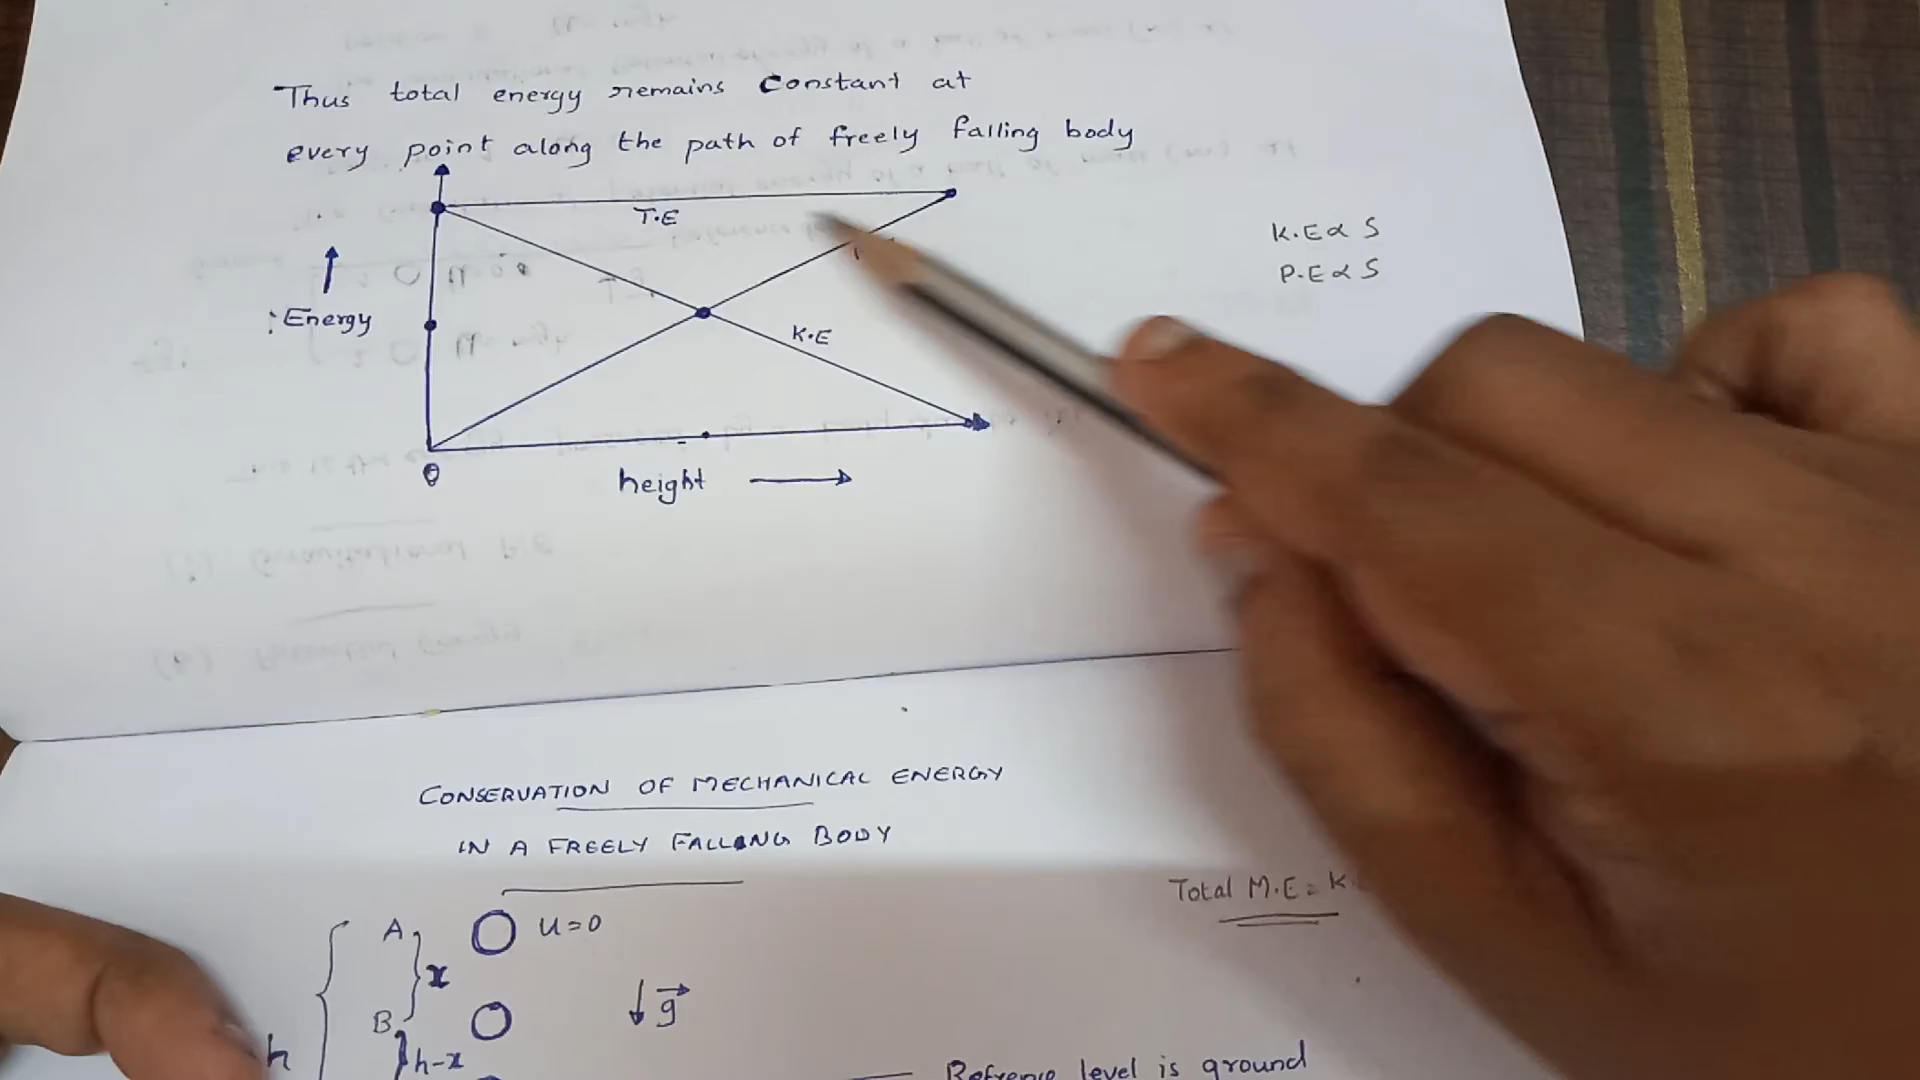 Thus total energy remains constant at
every point along the path of freely falling body
T.E
K.E ∝ S
P.E ∝ S
Energy
K.E
0
height
CONSERVATION OF MECHANICAL ENERGY
IN A FREELY FALLING BODY
Total M.E = K.
A
u = 0
x
g
B
h
h-x
level is ground